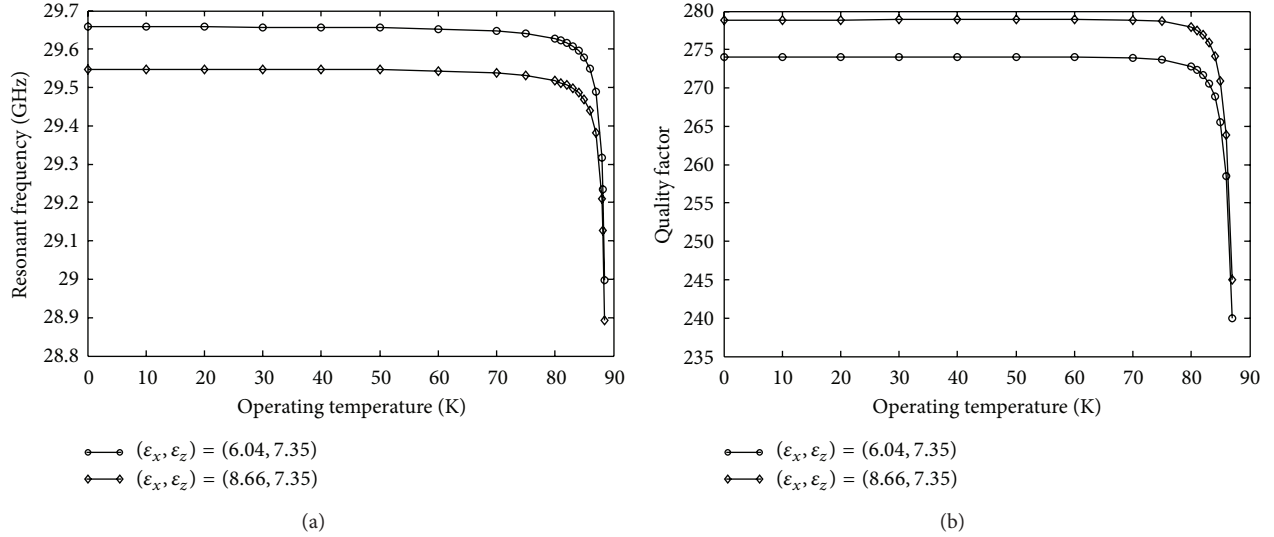 29.7
29.6
29.5
29.4
29.3
29.2
29.1
29
28.9
28.8
Resonant frequency (GHz)
0 10 20 30 40 50 60 70 80 90
Operating temperature (K)
(εx, εz) = (6.04, 7.35)
(εx, εz) = (8.66, 7.35)
(a)
280
275
270
265
260
255
250
245
240
235
Quality factor
0 10 20 30 40 50 60 70 80 90
Operating temperature (K)
(εx, εz) = (6.04, 7.35)
(εx, εz) = (8.66, 7.35)
(b)